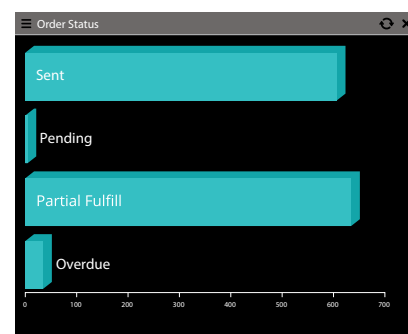 Order Status
Sent
Pending
Partial Fulfill
Overdue
0 100 200 300 400 500 600 700